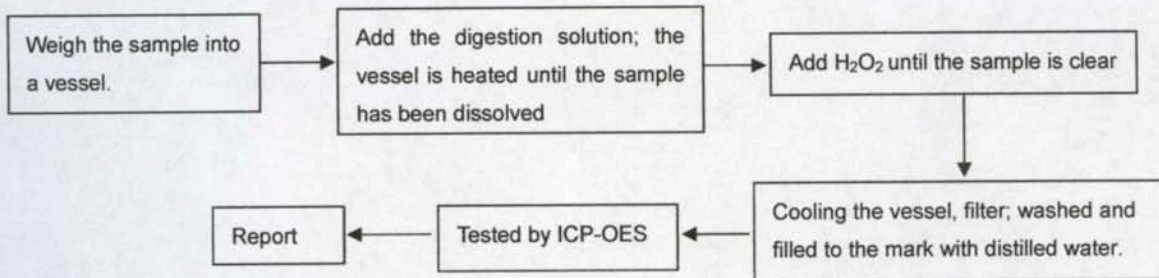 Weigh the sample into
a vessel.
Add the digestion solution; the
vessel is heated until the sample
has been dissolved
Add H₂O₂ until the sample is clear
Cooling the vessel, filter; washed and
filled to the mark with distilled water.
Tested by ICP-OES
Report